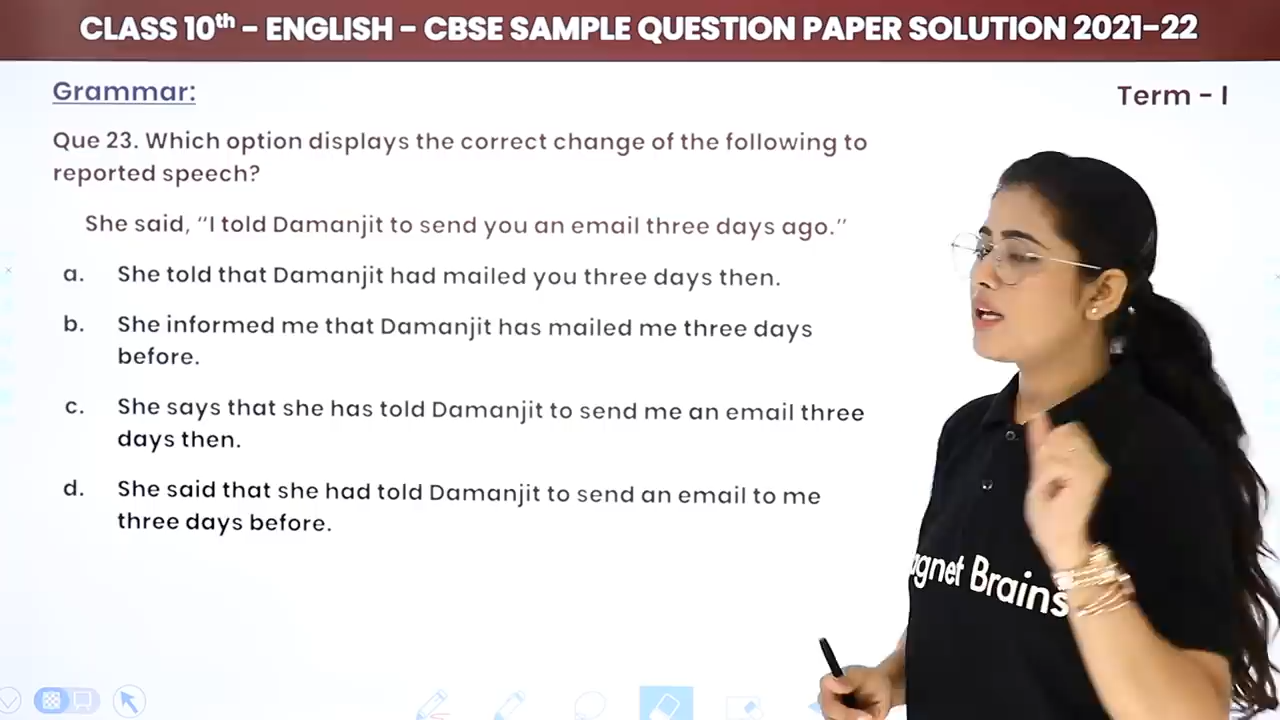 CLASS 10th – ENGLISH – CBSE SAMPLE QUESTION PAPER SOLUTION 2021–22
Grammar:
Term - I
Que 23. Which option displays the correct change of the following to
reported speech?
She said, “I told Damanjit to send you an email three days ago.”
a. She told that Damanjit had mailed you three days then.
b. She informed me that Damanjit has mailed me three days
before.
c. She says that she has told Damanjit to send me an email three
days then.
d. She said that she had told Damanjit to send an email to me
three days before.
Brains